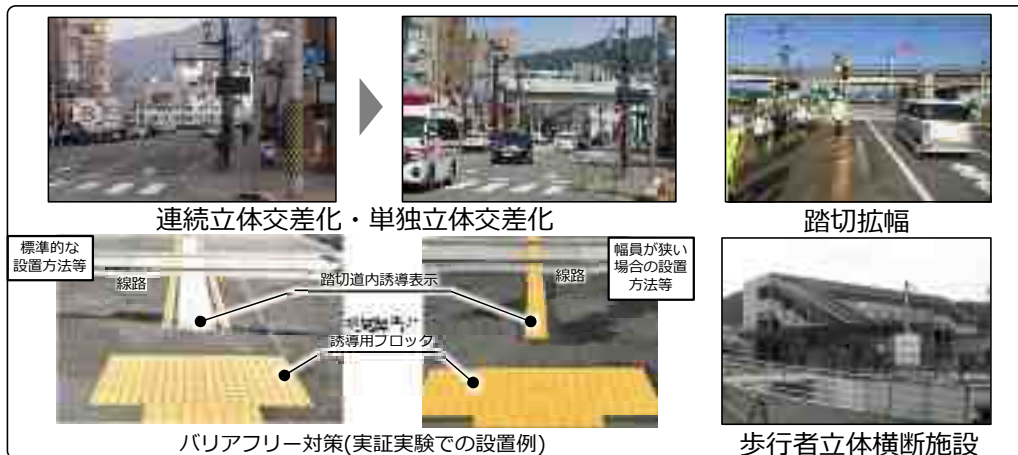 連続立体交差化・単独立体交差化
踏切拡幅
標準的な
設置方法等
線路
踏切道内誘導表示
誘導用ブロック
幅員が狭い
場合の設置
方法等
線路
バリアフリー対策(実証実験での設置例)
歩行者立体横断施設